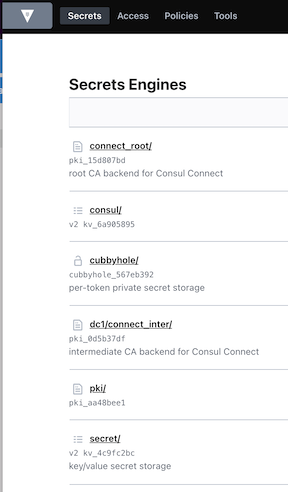 Secrets Access Policies Tools
Secrets Engines
connect_root/
pki_15d807bd
root CA backend for Consul Connect
consul/
v2 kv_6a905895
cubbyhole/
cubbyhole_567eb392
per-token private secret storage
dc1/connect_inter/
pki_0d5b37df
intermediate CA backend for Consul Connect
pki/
pki_aa48bee1
secret/
v2 kv_4c9fc2bc
key/value secret storage